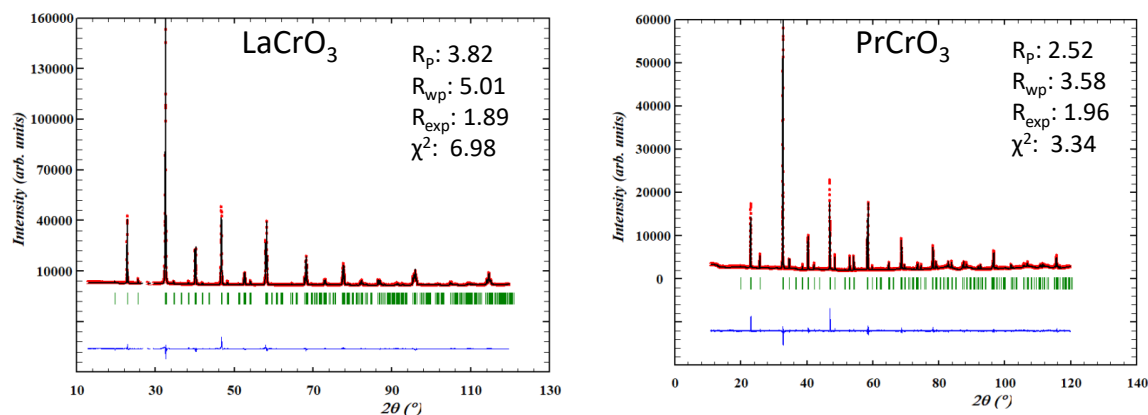 LaCrO3
RP: 3.82
Rwp: 5.01
Rexp: 1.89
χ2: 6.98
Intensity (arb. units)
160000
130000
100000
70000
40000
10000
10 30 50 70 90 110 130
2θ (º)
PrCrO3
RP: 2.52
Rwp: 3.58
Rexp: 1.96
χ2: 3.34
Intensity (arb. units)
60000
50000
40000
30000
20000
10000
0
0 20 40 60 80 100 120 140
2θ (º)